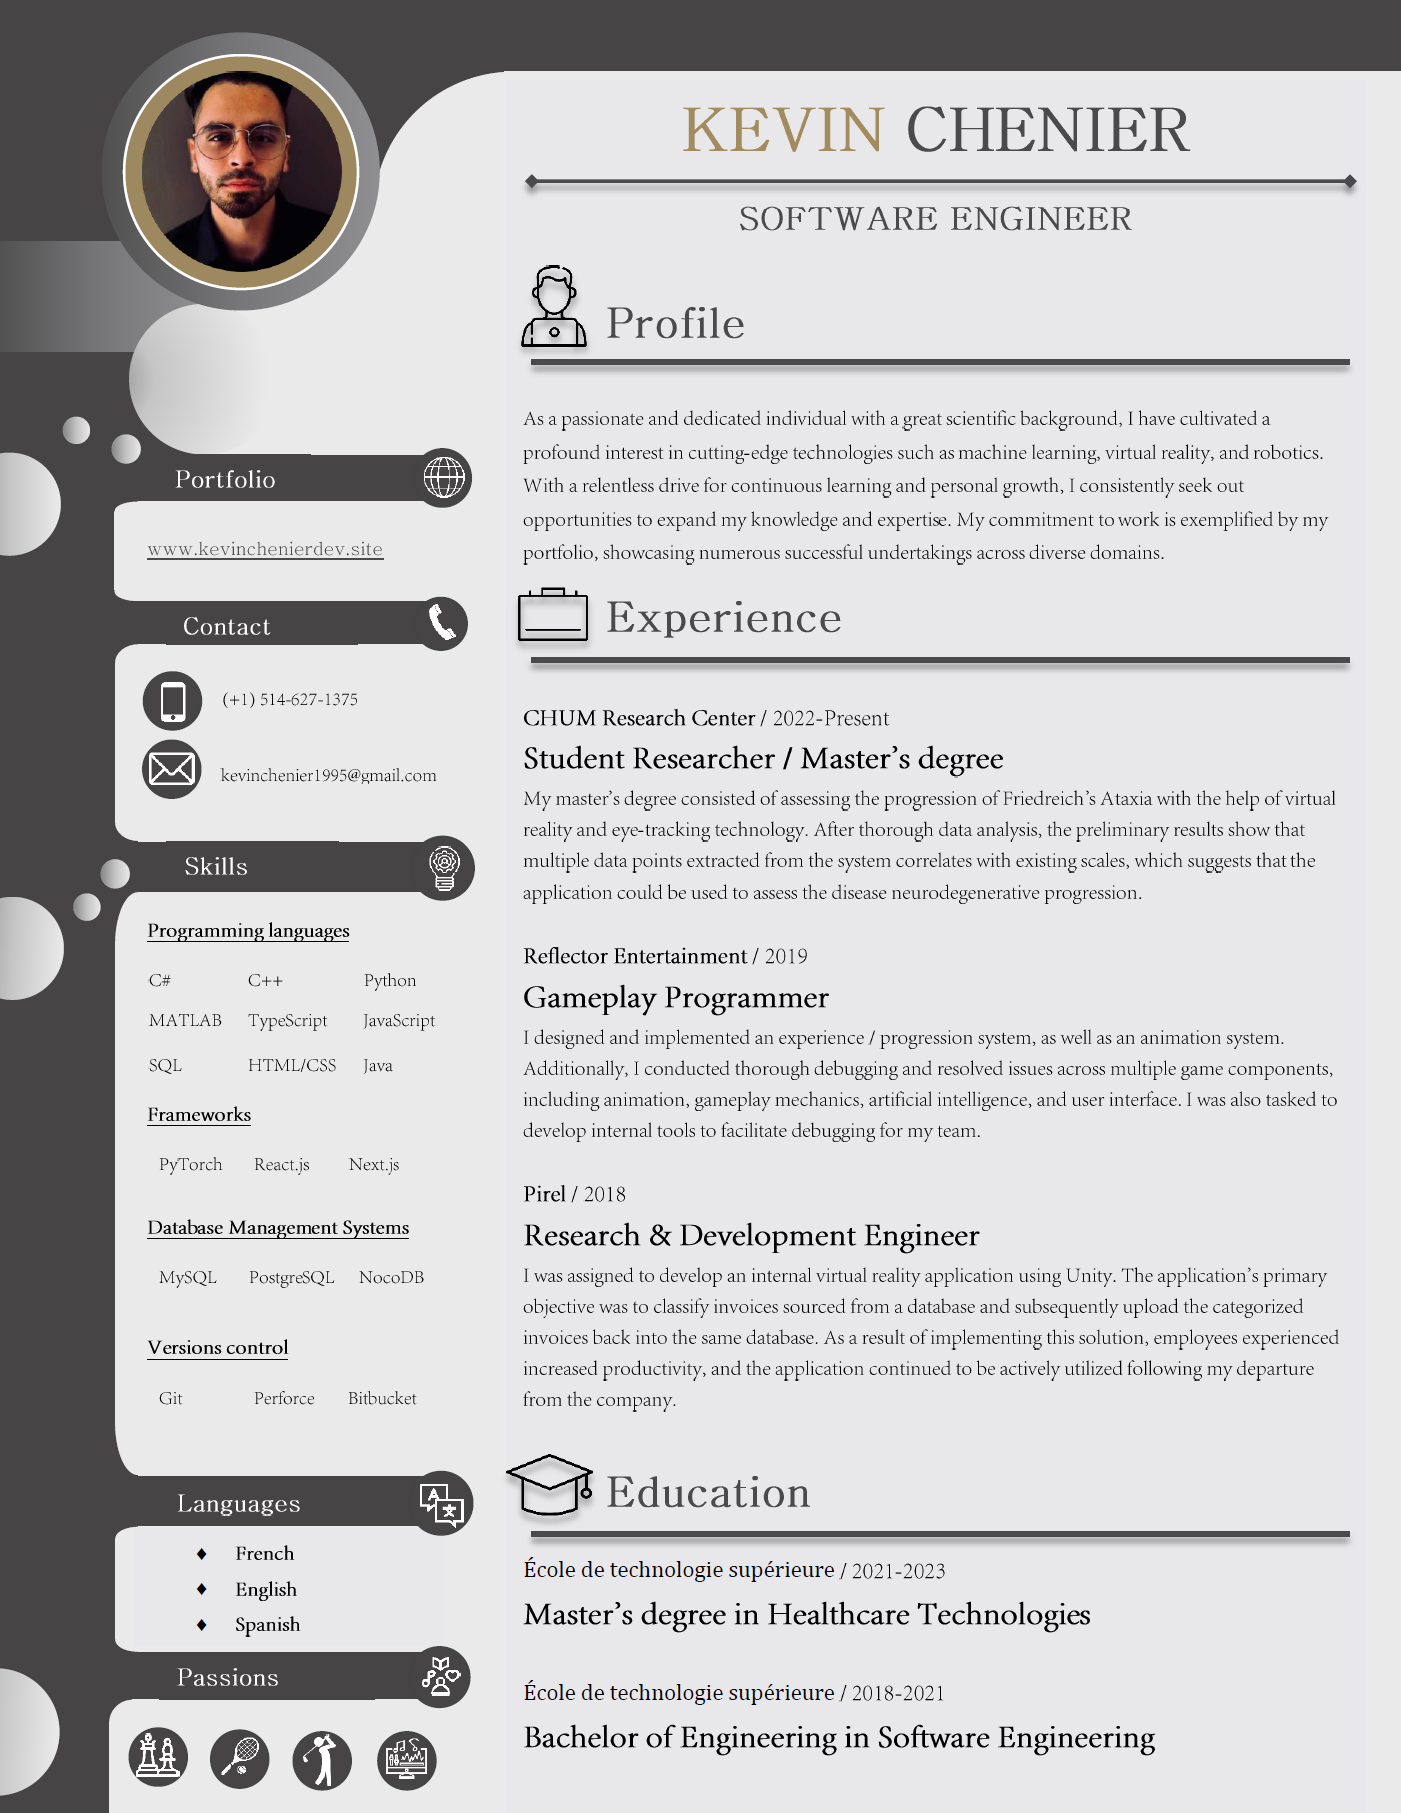 KEVIN CHENIER
SOFTWARE ENGINEER
Profile
As a passionate and dedicated individual with a great scientific background, I have cultivated a
profound interest in cutting-edge technologies such as machine learning, virtual reality, and robotics.
With a relentless drive for continuous learning and personal growth, I consistently seek out
opportunities to expand my knowledge and expertise. My commitment to work is exemplified by my
portfolio, showcasing numerous successful undertakings across diverse domains.
Experience
CHUM Research Center / 2022-Present
Student Researcher / Master’s degree
My master’s degree consisted of assessing the progression of Friedreich’s Ataxia with the help of virtual
reality and eye-tracking technology. After thorough data analysis, the preliminary results show that
multiple data points extracted from the system correlates with existing scales, which suggests that the
application could be used to assess the disease neurodegenerative progression.
Reflector Entertainment / 2019
Gameplay Programmer
I designed and implemented an experience / progression system, as well as an animation system.
Additionally, I conducted thorough debugging and resolved issues across multiple game components,
including animation, gameplay mechanics, artificial intelligence, and user interface. I was also tasked to
develop internal tools to facilitate debugging for my team.
Pirel / 2018
Research & Development Engineer
I was assigned to develop an internal virtual reality application using Unity. The application’s primary
objective was to classify invoices sourced from a database and subsequently upload the categorized
invoices back into the same database. As a result of implementing this solution, employees experienced
increased productivity, and the application continued to be actively utilized following my departure
from the company.
Education
École de technologie supérieure / 2021-2023
Master’s degree in Healthcare Technologies
École de technologie supérieure / 2018-2021
Bachelor of Engineering in Software Engineering
Portfolio
www.kevinchenierdev.site
Contact
(+1) 514-627-1375
kevinchenier1995@gmail.com
Skills
Programming languages
C# C++ Python
MATLAB TypeScript JavaScript
SQL HTML/CSS Java
Frameworks
PyTorch React.js Next.js
Database Management Systems
MySQL PostgreSQL NocoDB
Versions control
Git Perforce Bitbucket
Languages
♦ French
♦ English
♦ Spanish
Passions